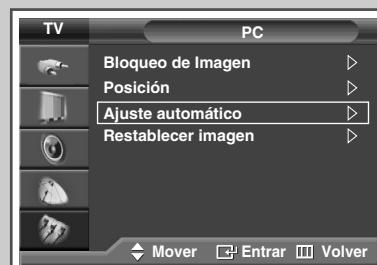 TV PC
Bloqueo de Imagen
Posición
Ajuste automático
Restablecer imagen
Mover Entrar Volver